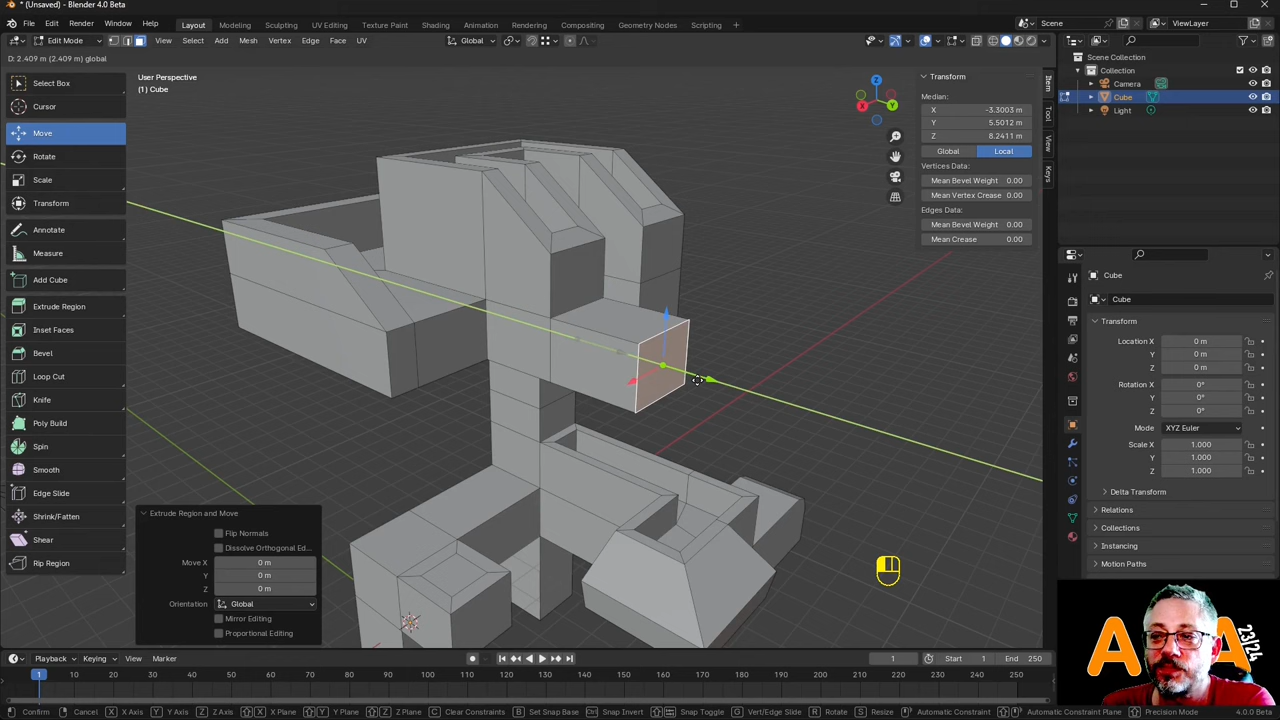 * (Unsaved) - Blender 4.0 Beta
File Edit Render Window Help
Layout Modeling Sculpting UV Editing Texture Paint Shading Animation Rendering Compositing Geometry Nodes Scripting
Scene ViewLayer
Edit Mode View Select Add Mesh Vertex Edge Face UV Global
D: 2.409 m (2.409 m) global
User Perspective
(1) Cube
Select Box
Cursor
Move
Rotate
Scale
Transform
Annotate
Measure
Add Cube
Extrude Region
Inset Faces
Bevel
Loop Cut
Knife
Poly Build
Spin
Smooth
Edge Slide
Shrink/Fatten
Shear
Rip Region
Extrude Region and Move
Flip Normals
Dissolve Orthogonal Ed...
Move X 0 m
Y 0 m
Z 0 m
Orientation Global
Mirror Editing
Proportional Editing
Z
Y
X
Transform
Median:
X -3.3003 m
Y 5.5012 m
Z 8.2411 m
Global Local
Vertices Data:
Mean Bevel Weight 0.00
Mean Vertex Crease 0.00
Edges Data:
Mean Bevel Weight 0.00
Mean Crease 0.00
Item
Tool
View
Keys
Scene Collection
Collection
Camera
Cube
Light
Cube
Cube
Transform
Location X 0 m
Y 0 m
Z 0 m
Rotation X 0°
Y 0°
Z 0°
Mode XYZ Euler
Scale X 1.000
Y 1.000
Z 1.000
Delta Transform
Relations
Collections
Instancing
Motion Paths
A A
23/24
Playback Keying View Marker
1 Start 1 End 250
1 10 20 30 40 50 60 70 80 90 100 110 120 130 140 150 160 170 180 190 200 210 220 230 240 250
Confirm Cancel X X Axis Y Y Axis Z Z Axis X X Plane Y Y Plane Z Z Plane C Clear Constraints B Set Snap Base Snap Invert Snap Toggle G Vert/Edge Slide R Rotate S Resize Automatic Constraint Automatic Constraint Plane Precision Mode 4.0.0 Beta